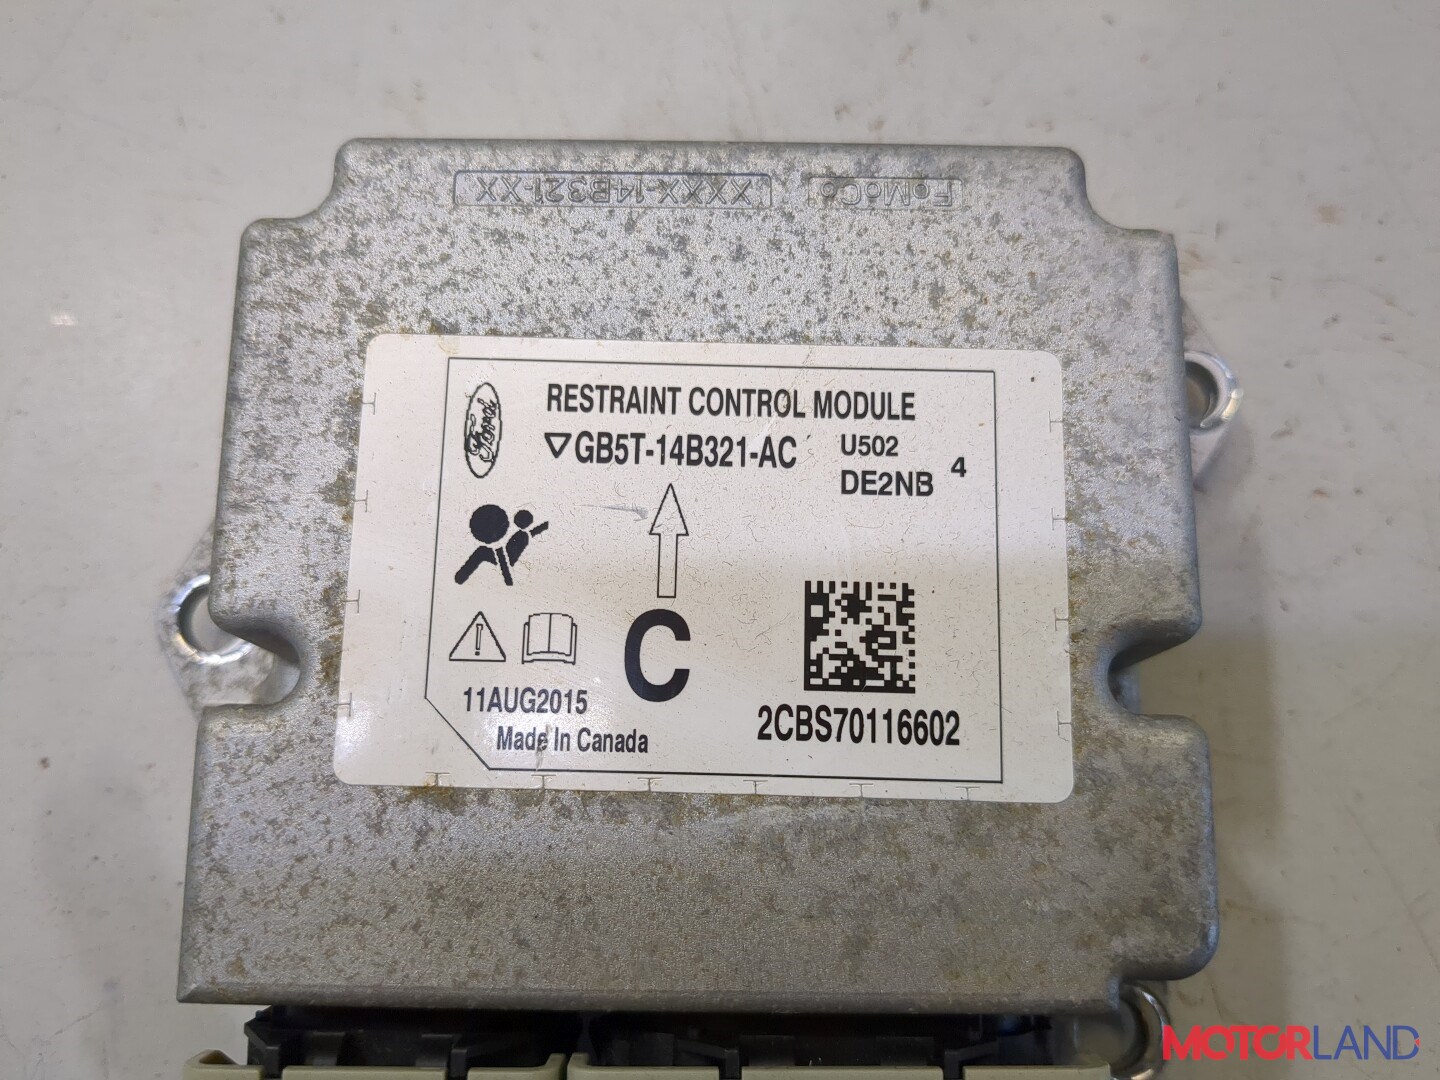 FoMoCo XXXX-14B321-XX
Ford
RESTRAINT CONTROL MODULE
GB5T-14B321-AC
U502
DE2NB 4
C
11AUG2015
Made In Canada
2CBS70116602
MOTORLAND